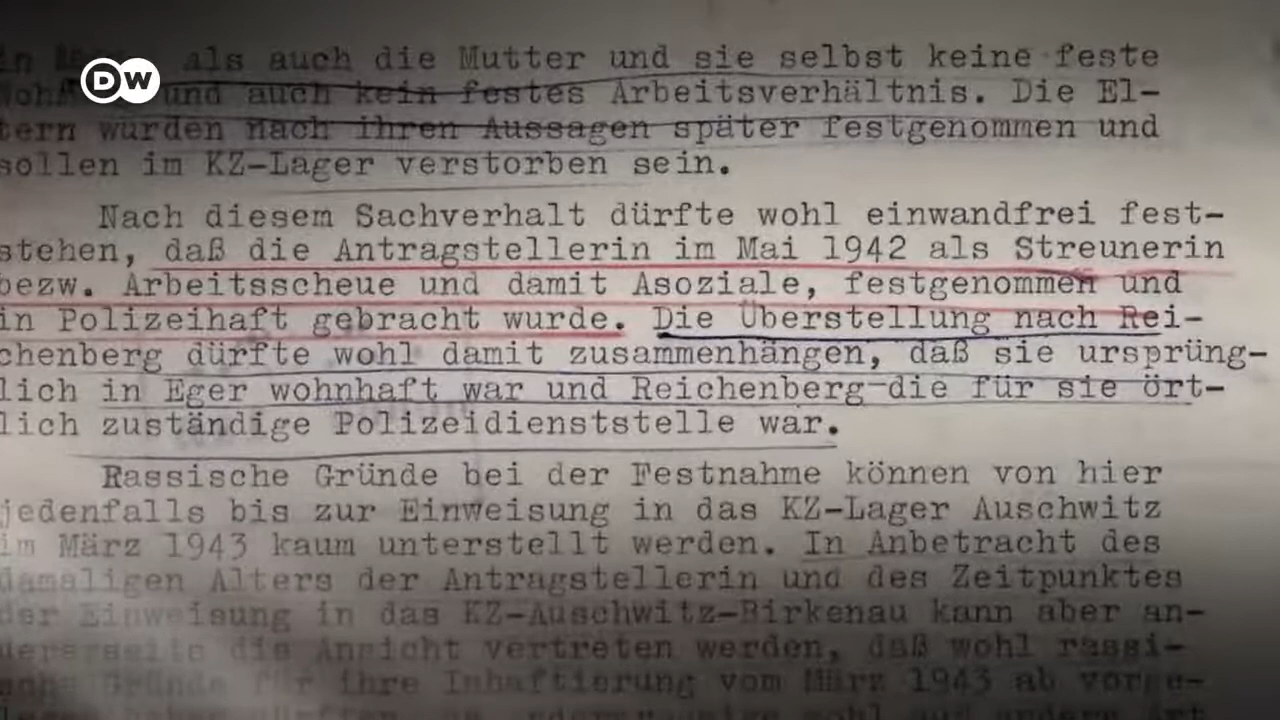 DW
als auch die Mutter und sie selbst keine feste
und auch kein festes Arbeitsverhältnis. Die El-
tern wurden nach ihren Aussagen später festgenommen und
sollen im KZ-Lager verstorben sein.
Nach diesem Sachverhalt dürfte wohl einwandfrei fest-
stehen, daß die Antragstellerin im Mai 1942 als Streunerin
bezw. Arbeitsscheue und damit Asoziale, festgenommen und
in Polizeihaft gebracht wurde. Die Überstellung nach Rei-
chenberg dürfte wohl damit zusammenhängen, daß sie ursprüng-
lich in Eger wohnhaft war und Reichenberg die für sie ört-
lich zuständige Polizeidienststelle war.
Rassische Gründe bei der Festnahme können von hier
jedenfalls bis zur Einweisung in das KZ-Lager Auschwitz
im März 1943 kaum unterstellt werden. In Anbetracht des
damaligen Alters der Antragstellerin und des Zeitpunktes
der Einweisung in das KZ-Auschwitz-Birkenau kann aber an-
dererseits die Ansicht vertreten werden, daß wohl rassi-
sche Gründe für ihre Inhaftierung vom März 1943 ab vorge-